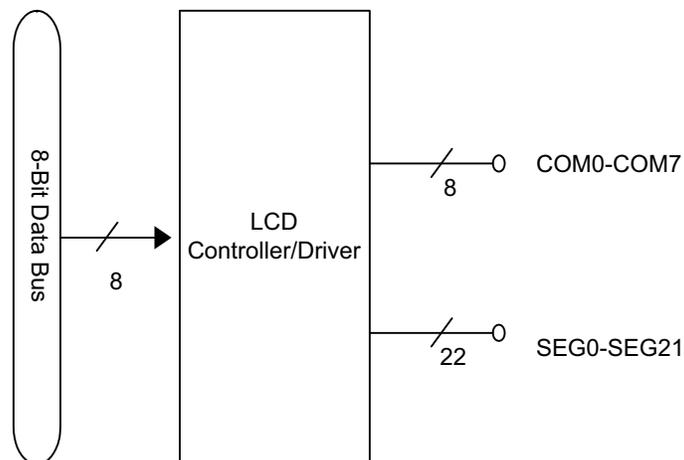 8-Bit Data Bus
8
LCD
Controller/Driver
8
COM0-COM7
22
SEG0-SEG21